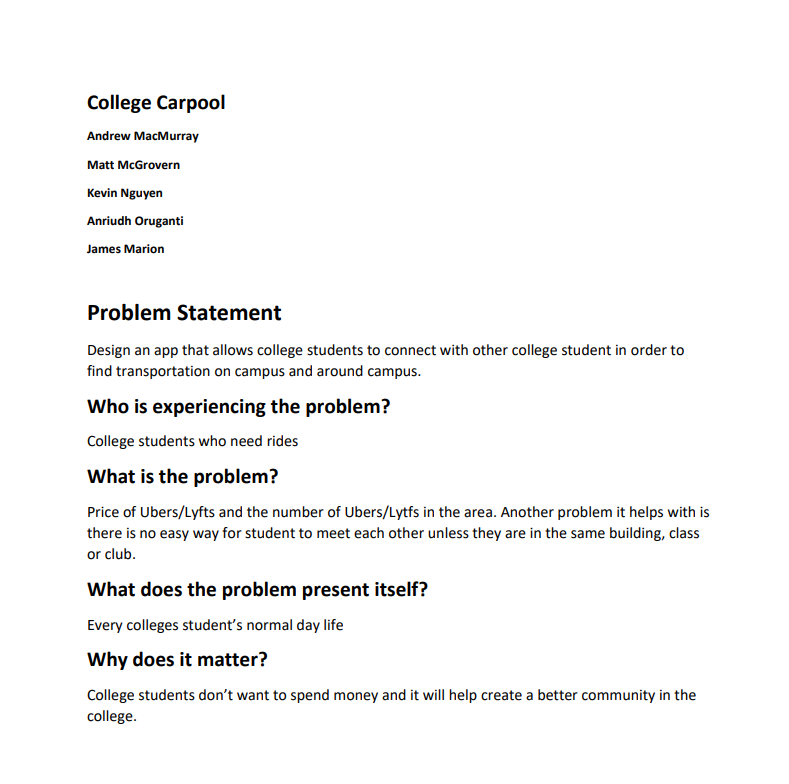 College Carpool
Andrew MacMurray
Matt McGrovern
Kevin Nguyen
Anriudh Oruganti
James Marion
Problem Statement
Design an app that allows college students to connect with other college student in order to
find transportation on campus and around campus.
Who is experiencing the problem?
College students who need rides
What is the problem?
Price of Ubers/Lyfts and the number of Ubers/Lytfs in the area. Another problem it helps with is
there is no easy way for student to meet each other unless they are in the same building, class
or club.
What does the problem present itself?
Every colleges student’s normal day life
Why does it matter?
College students don’t want to spend money and it will help create a better community in the
college.